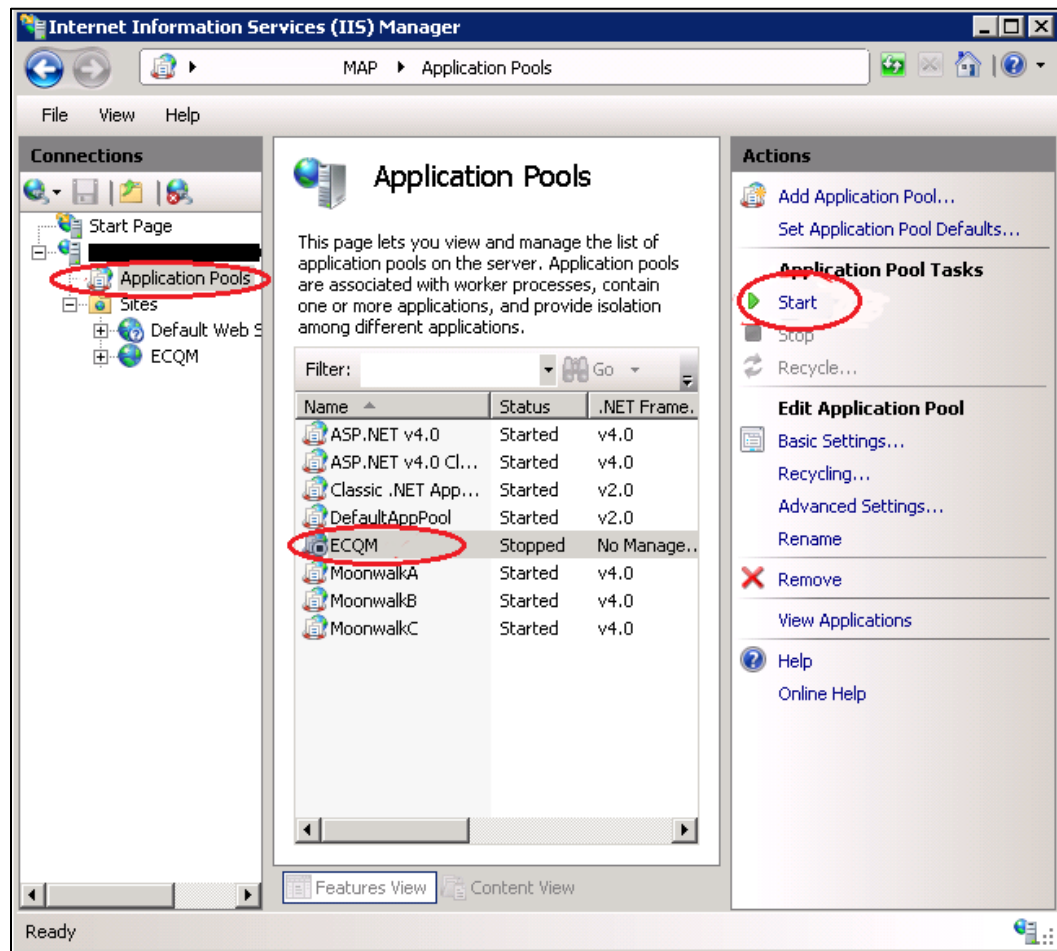 Internet Information Services (IIS) Manager
MAP Application Pools
File View Help
Connections
Start Page
Application Pools
Sites
Default Web S
ECQM
Application Pools
This page lets you view and manage the list of
application pools on the server. Application pools
are associated with worker processes, contain
one or more applications, and provide isolation
among different applications.
Filter: Go
Name Status .NET Frame.
ASP.NET v4.0 Started v4.0
ASP.NET v4.0 Cl... Started v4.0
Classic .NET App... Started v2.0
DefaultAppPool Started v2.0
ECQM Stopped No Manage..
MoonwalkA Started v4.0
MoonwalkB Started v4.0
MoonwalkC Started v4.0
Features View Content View
Actions
Add Application Pool...
Set Application Pool Defaults...
Application Pool Tasks
Start
Stop
Recycle...
Edit Application Pool
Basic Settings...
Recycling...
Advanced Settings...
Rename
Remove
View Applications
Help
Online Help
Ready